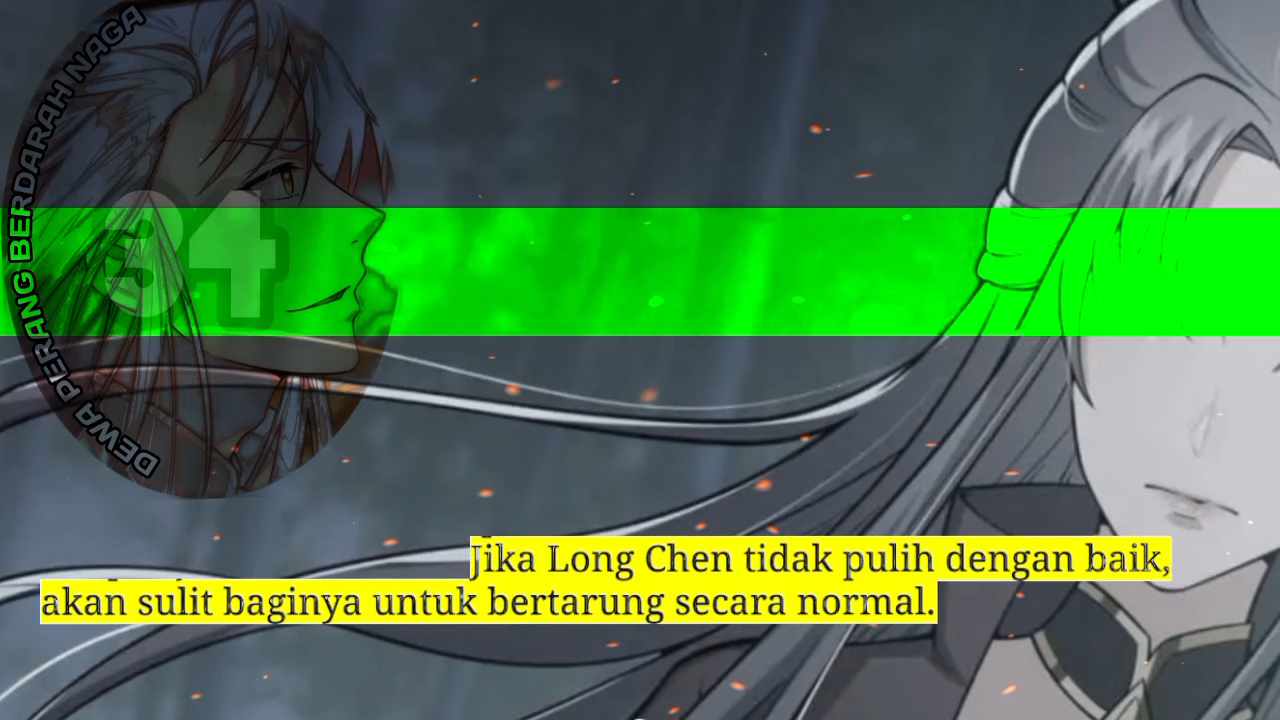 DEWA PERANG BERDARAH NAGA
34
Jika Long Chen tidak pulih dengan baik,
akan sulit baginya untuk bertarung secara normal.